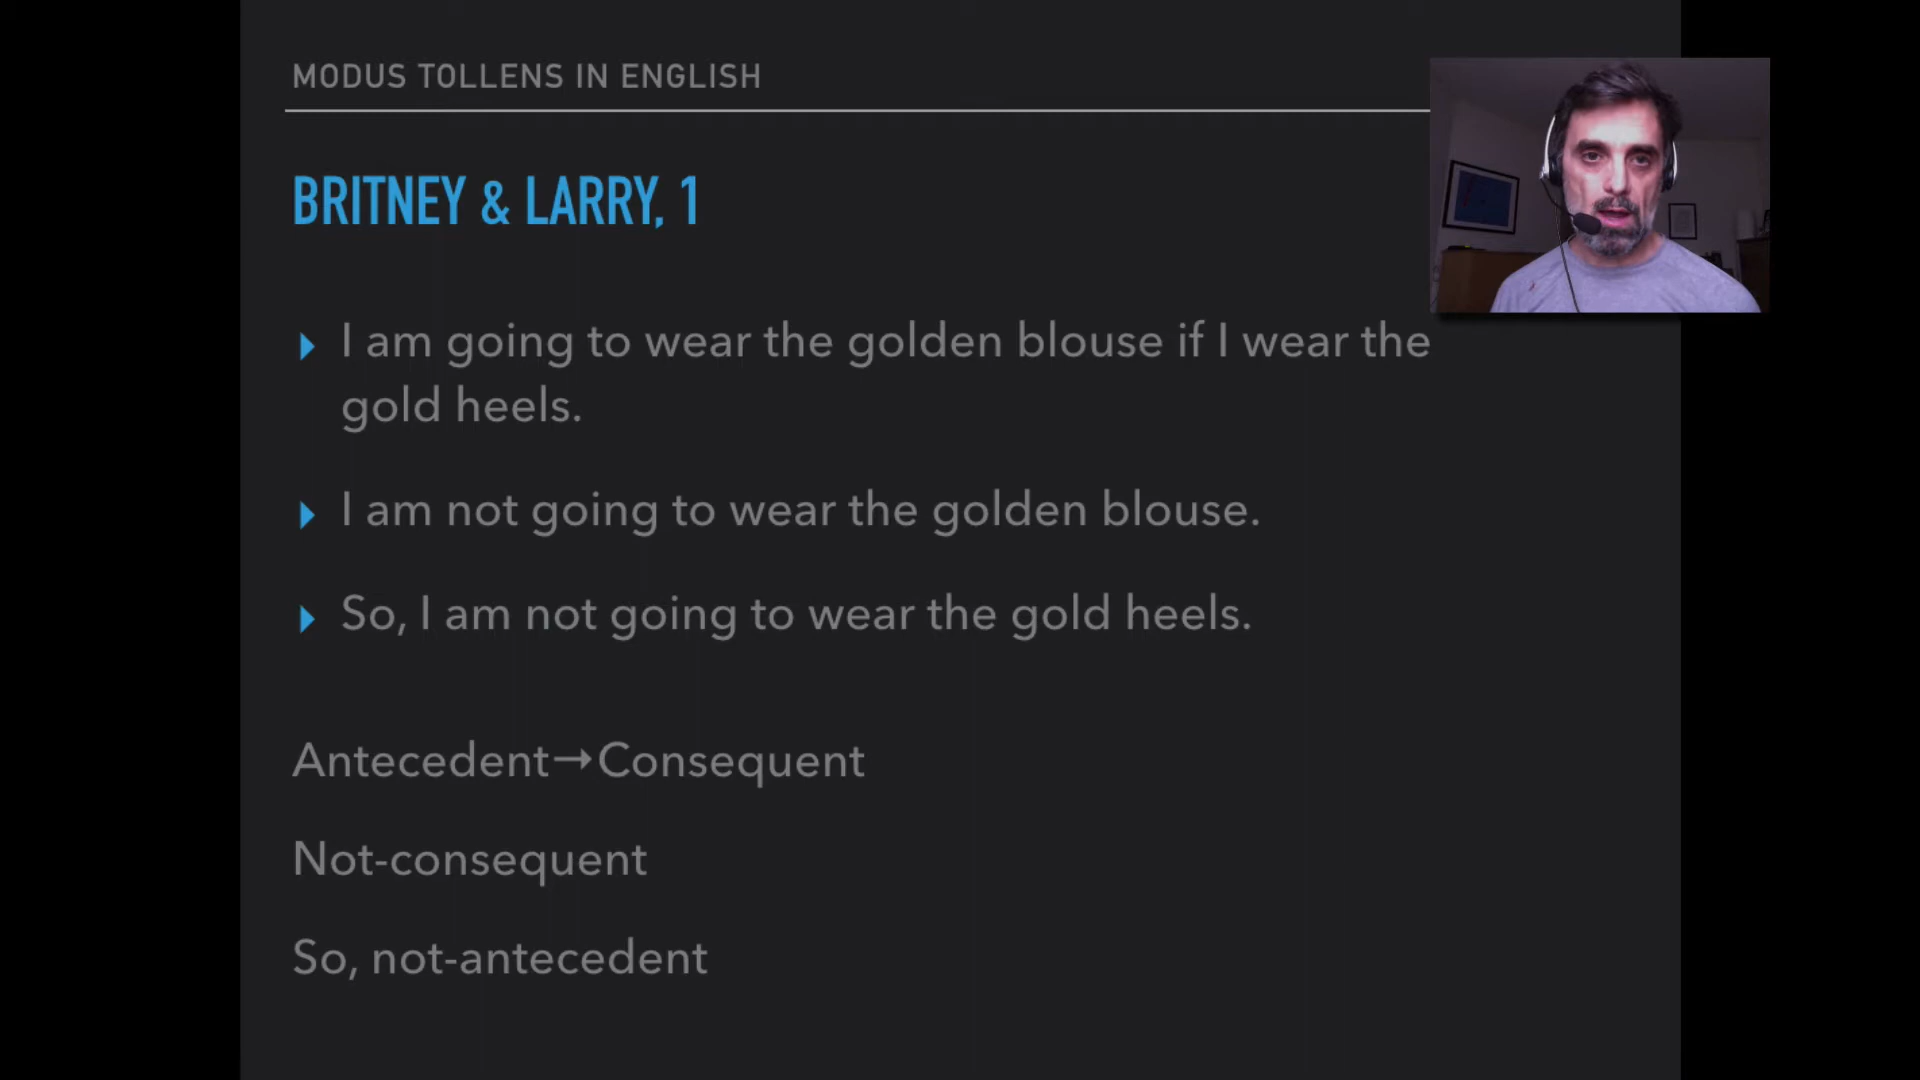 MODUS TOLLENS IN ENGLISH
BRITNEY & LARRY, 1
I am going to wear the golden blouse if I wear the
gold heels.
I am not going to wear the golden blouse.
So, I am not going to wear the gold heels.
Antecedent→Consequent
Not-consequent
So, not-antecedent